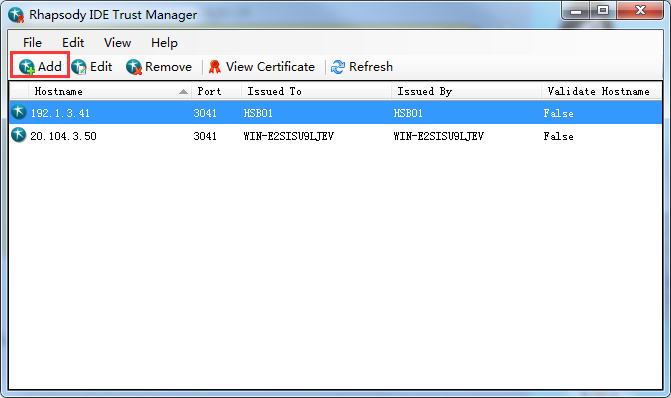 Rhapsody IDE Trust Manager
File Edit View Help
Add Edit Remove View Certificate Refresh
Hostname Port Issued To Issued By Validate Hostname
192.1.3.41 3041 HSB01 HSB01 False
20.104.3.50 3041 WIN-E2SISU9LJEV WIN-E2SISU9LJEV False